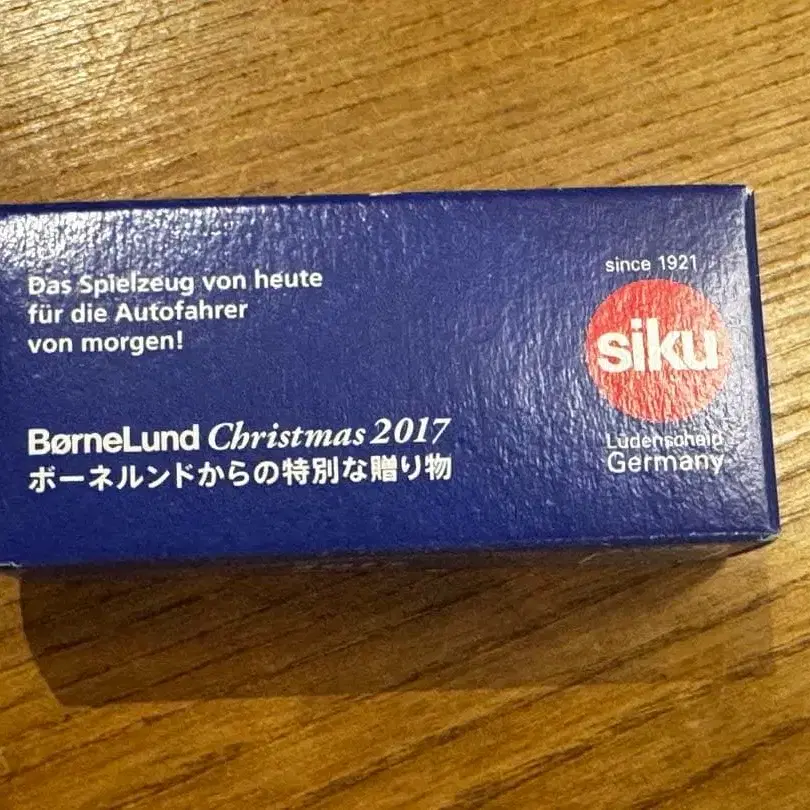 Das Spielzeug von heute
für die Autofahrer
von morgen!
BørneLund Christmas 2017
ボーネルンドからの特別な贈り物
since 1921
siku
Lüdenscheid
Germany